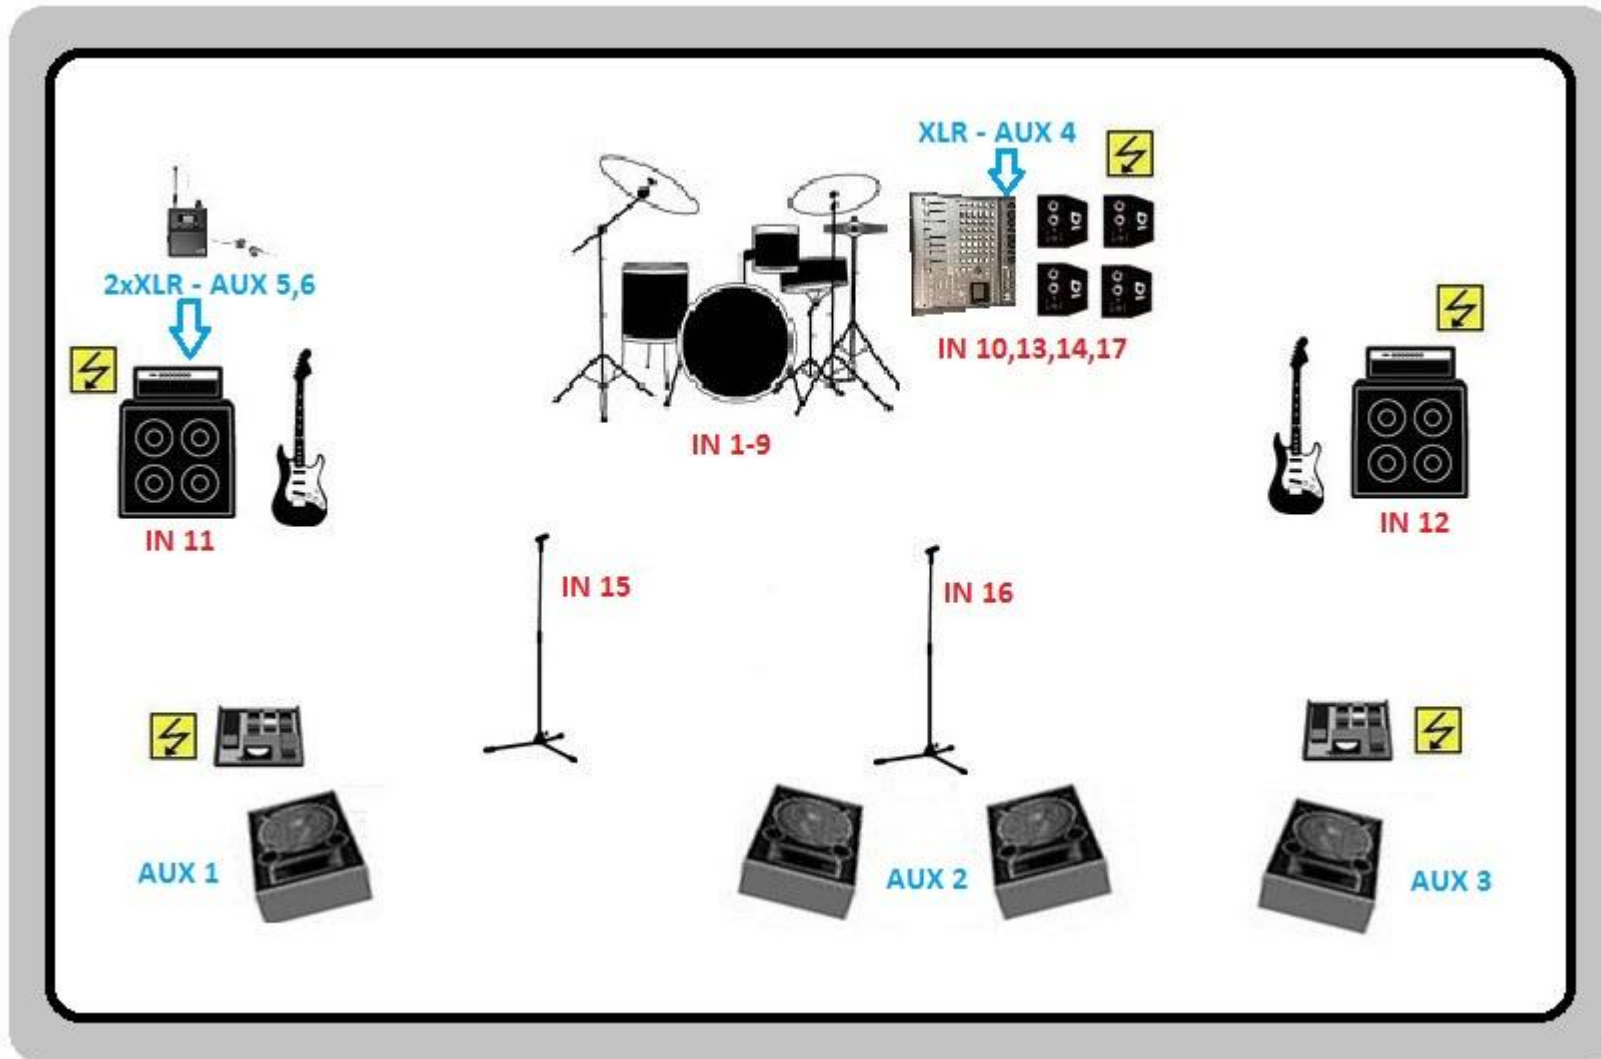 XLR - AUX 4
2xXLR - AUX 5,6
IN 10,13,14,17
IN 1-9
IN 11
IN 12
IN 15
IN 16
AUX 1
AUX 2
AUX 3